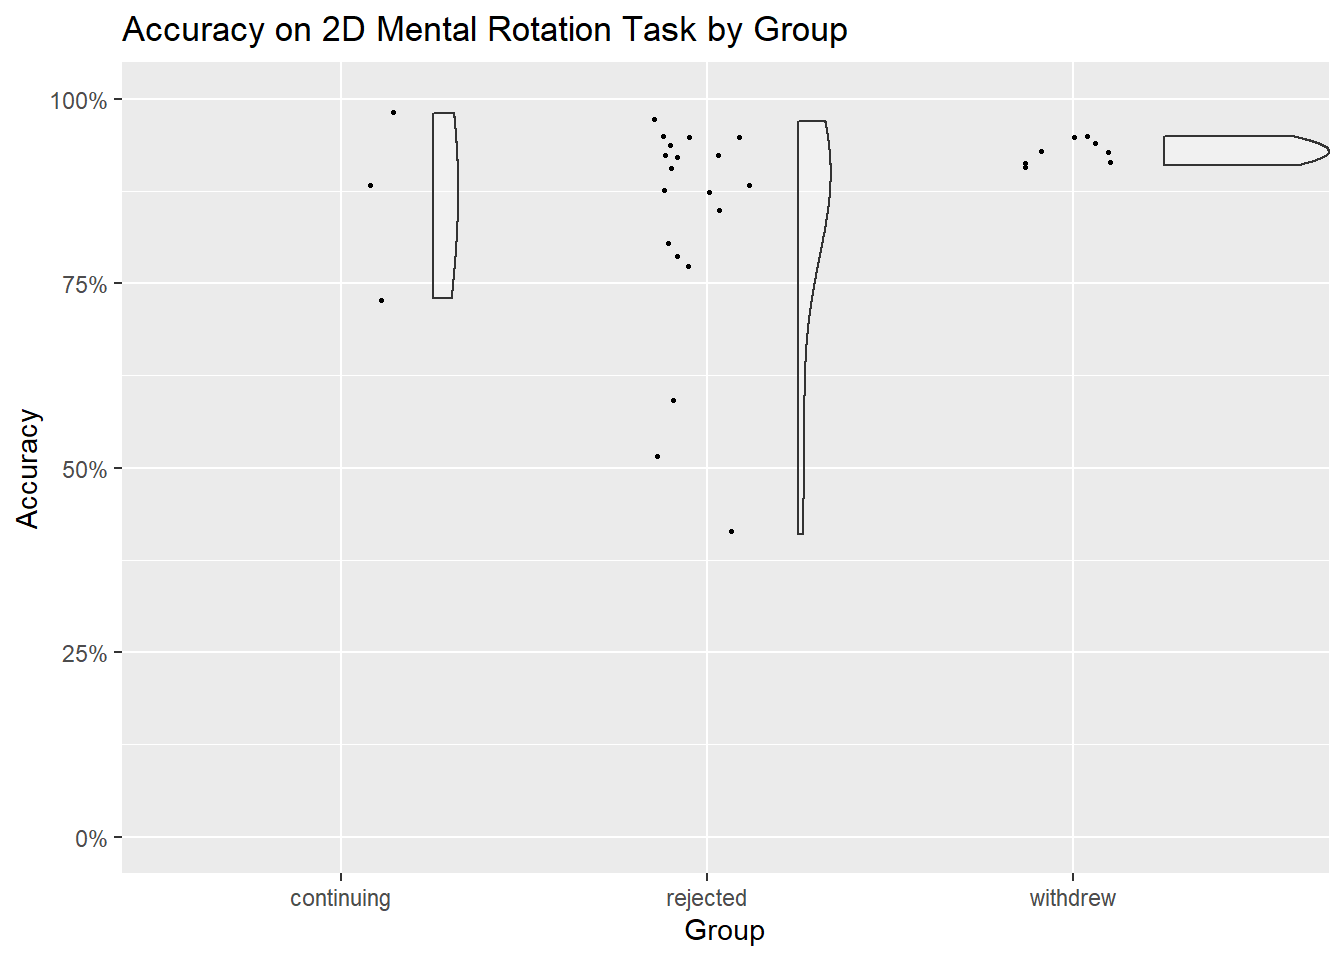 Accuracy on 2D Mental Rotation Task by Group
100%
75%
50%
25%
0%
Accuracy
continuing
rejected
withdrew
Group